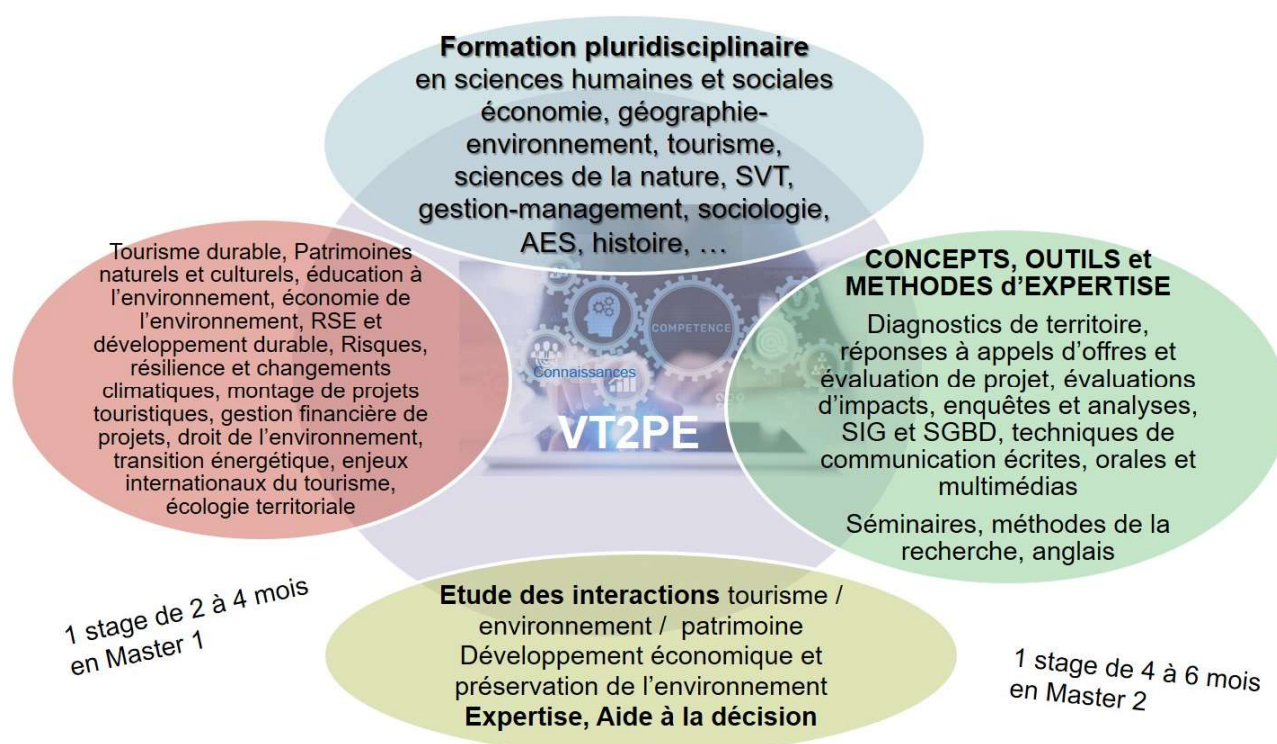 Formation pluridisciplinaire
en sciences humaines et sociales
économie, géographie-
environnement, tourisme,
sciences de la nature, SVT,
gestion-management, sociologie,
AES, histoire, …
Tourisme durable, Patrimoines
naturels et culturels, éducation à
l’environnement, économie de
l’environnement, RSE et
développement durable, Risques,
résilience et changements
climatiques, montage de projets
touristiques, gestion financière de
projets, droit de l’environnement,
transition énergétique, enjeux
internationaux du tourisme,
écologie territoriale
COMPETENCE
Connaissances
VT2PE
CONCEPTS, OUTILS et
METHODES d’EXPERTISE
Diagnostics de territoire,
réponses à appels d’offres et
évaluation de projet, évaluations
d’impacts, enquêtes et analyses,
SIG et SGBD, techniques de
communication écrites, orales et
multimédias
Séminaires, méthodes de la
recherche, anglais
1 stage de 2 à 4 mois
en Master 1
Etude des interactions tourisme /
environnement / patrimoine
Développement économique et
préservation de l’environnement
Expertise, Aide à la décision
1 stage de 4 à 6 mois
en Master 2